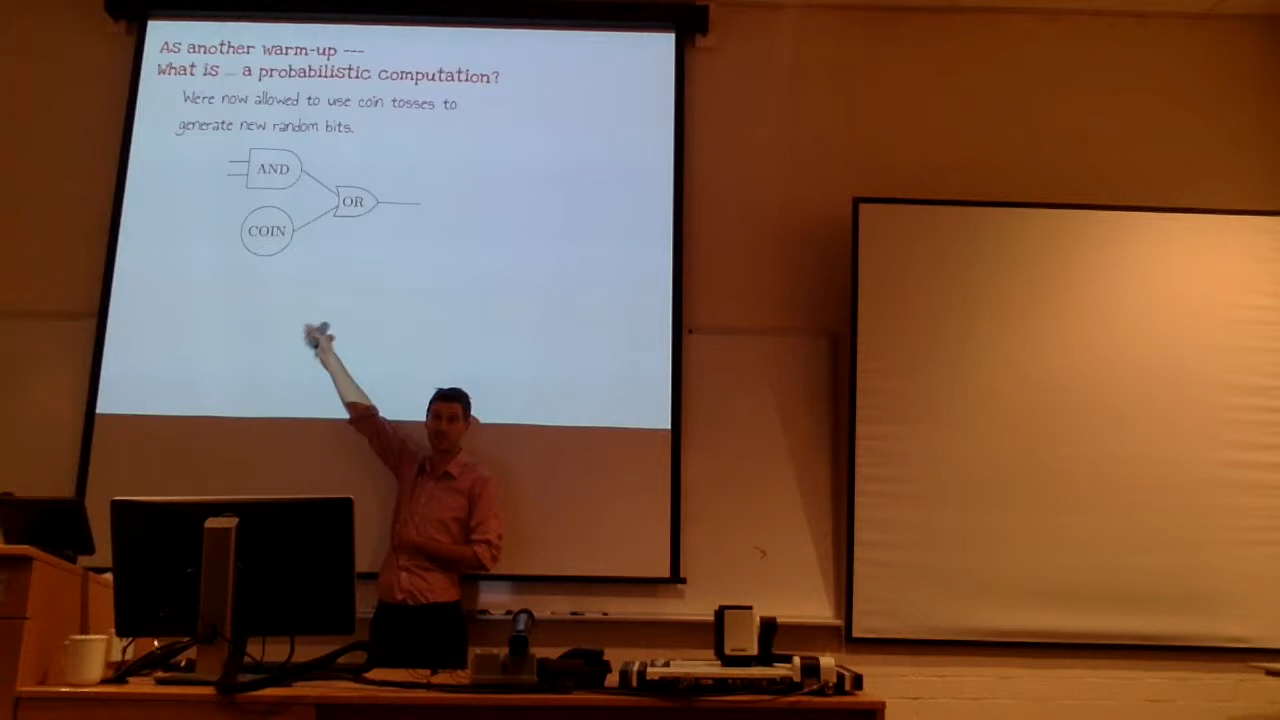 As another warm-up ---
What is _ a probabilistic computation?
We're now allowed to use coin tosses to
generate new random bits.
AND
OR
COIN